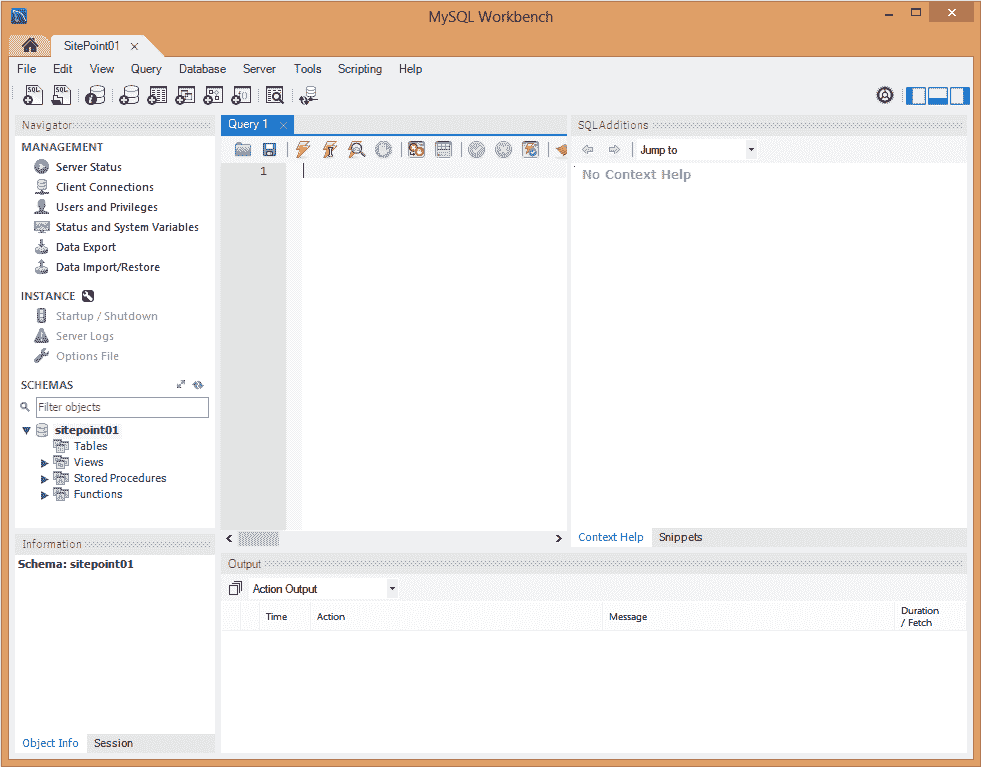 MySQL Workbench
SitePoint01
File Edit View Query Database Server Tools Scripting Help
SQL SQL
Navigator
MANAGEMENT
Server Status
Client Connections
Users and Privileges
Status and System Variables
Data Export
Data Import/Restore
INSTANCE
Startup / Shutdown
Server Logs
Options File
SCHEMAS
Filter objects
sitepoint01
Tables
Views
Stored Procedures
Functions
Information
Schema: sitepoint01
Object Info Session
Query 1
1
SQLAdditions
Jump to
No Context Help
Context Help Snippets
Output
Action Output
Time Action Message Duration
/ Fetch